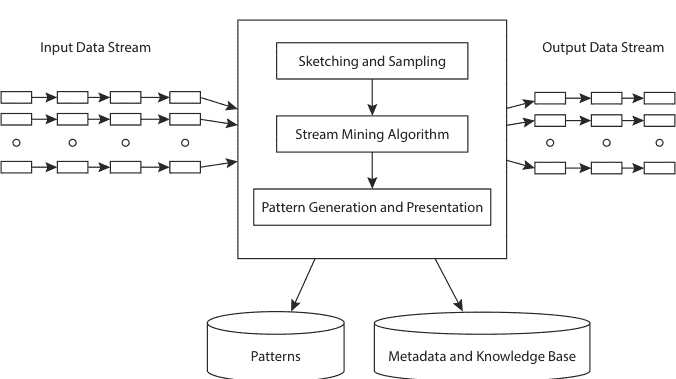 Input Data Stream
Output Data Stream
Sketching and Sampling
Stream Mining Algorithm
Pattern Generation and Presentation
Patterns
Metadata and Knowledge Base